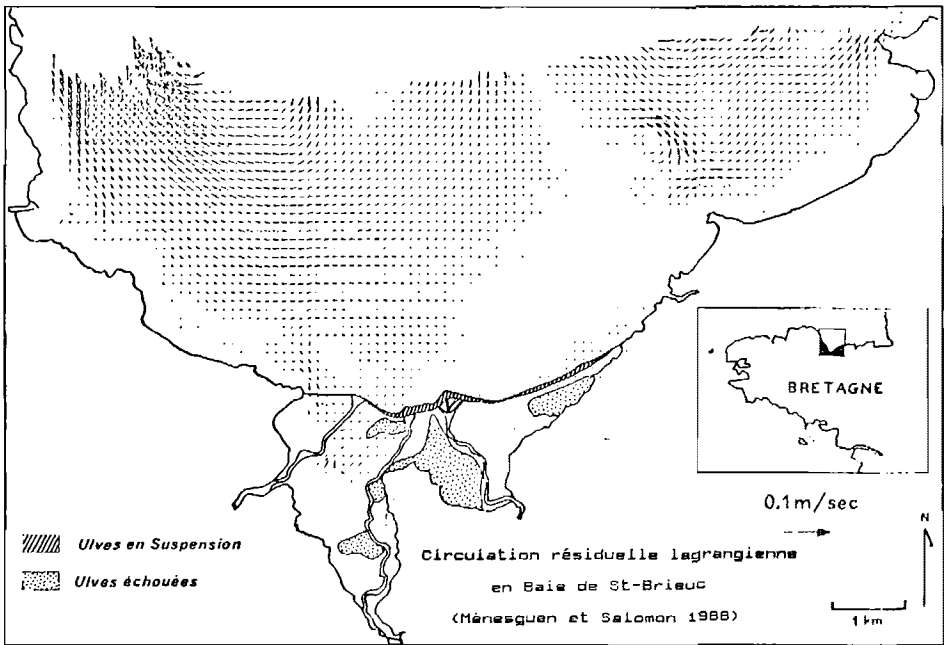 BRETAGNE
0.1m/sec
N
Ulves en Suspension
Ulves échouées
Circulation résiduelle lagrangienne
en Baie de St-Brieuc
(Ménesguen et Salomon 1988)
1 km